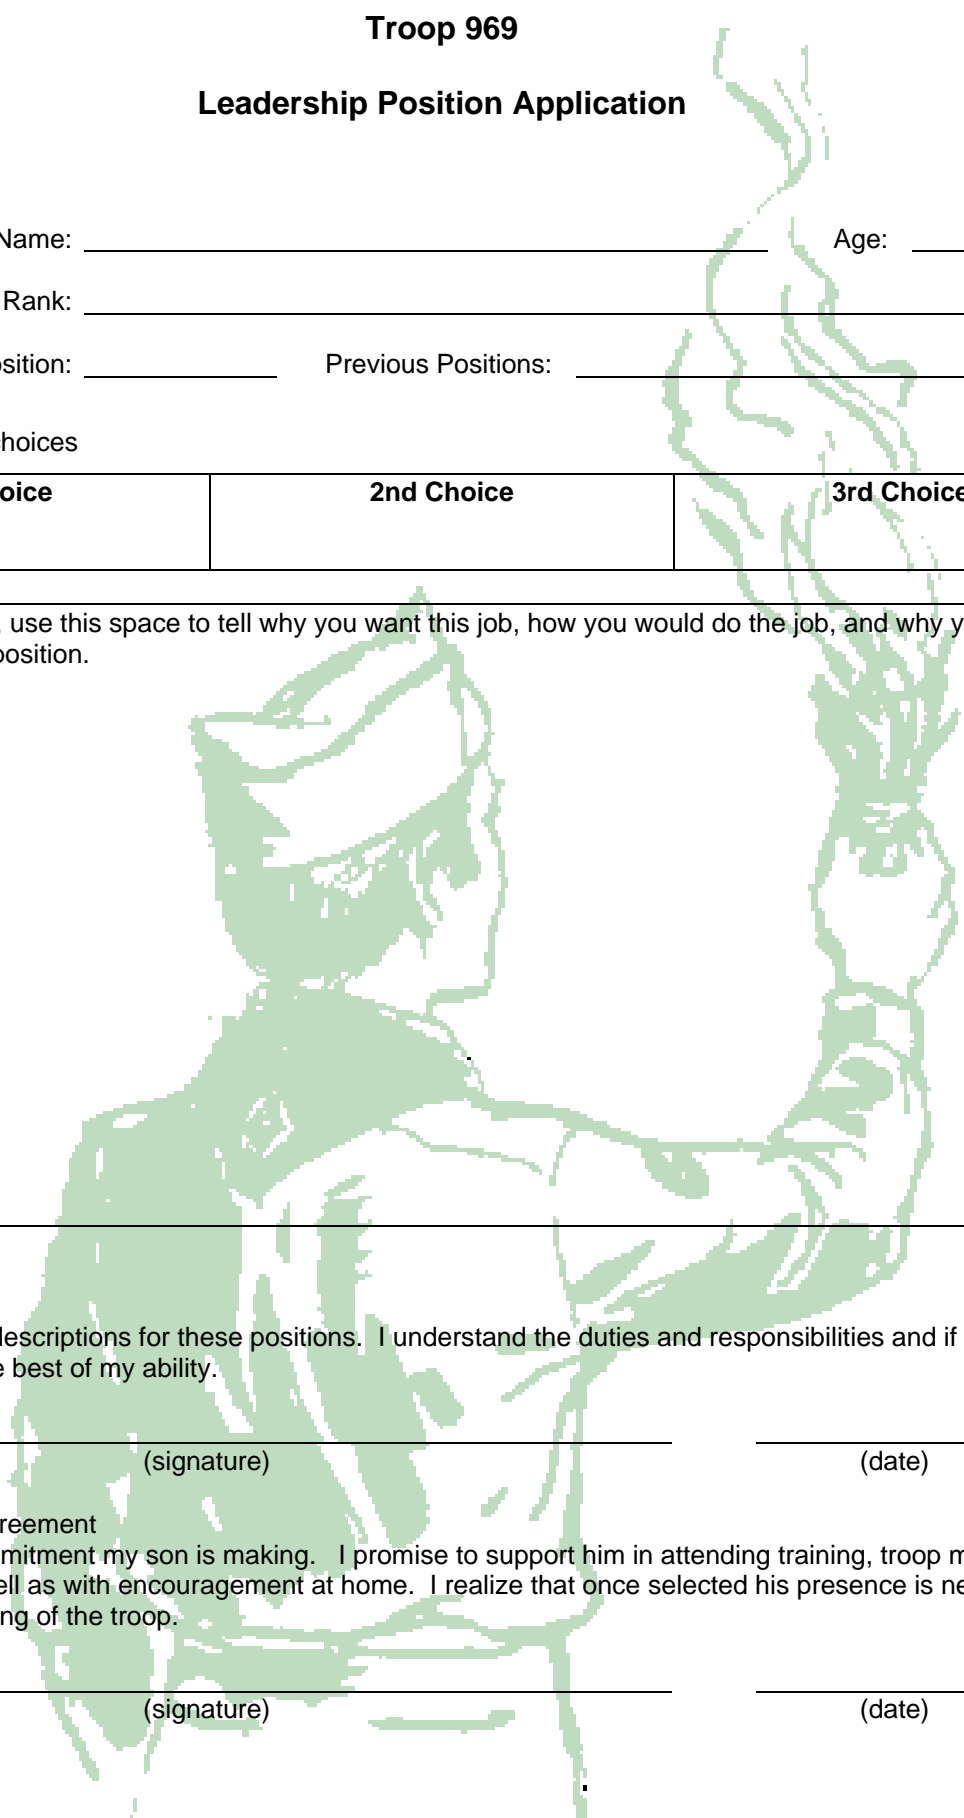 Troop 969
Leadership Position Application
Name: Age:
Rank:
sition: Previous Positions:
hoices
oice 2nd Choice 3rd Choice
, use this space to tell why you want this job, how you would do the job, and why y
position.
descriptions for these positions. I understand the duties and responsibilities and if
e best of my ability.
(signature) (date)
reement
mitment my son is making. I promise to support him in attending training, troop m
ell as with encouragement at home. I realize that once selected his presence is ne
ing of the troop.
(signature) (date)